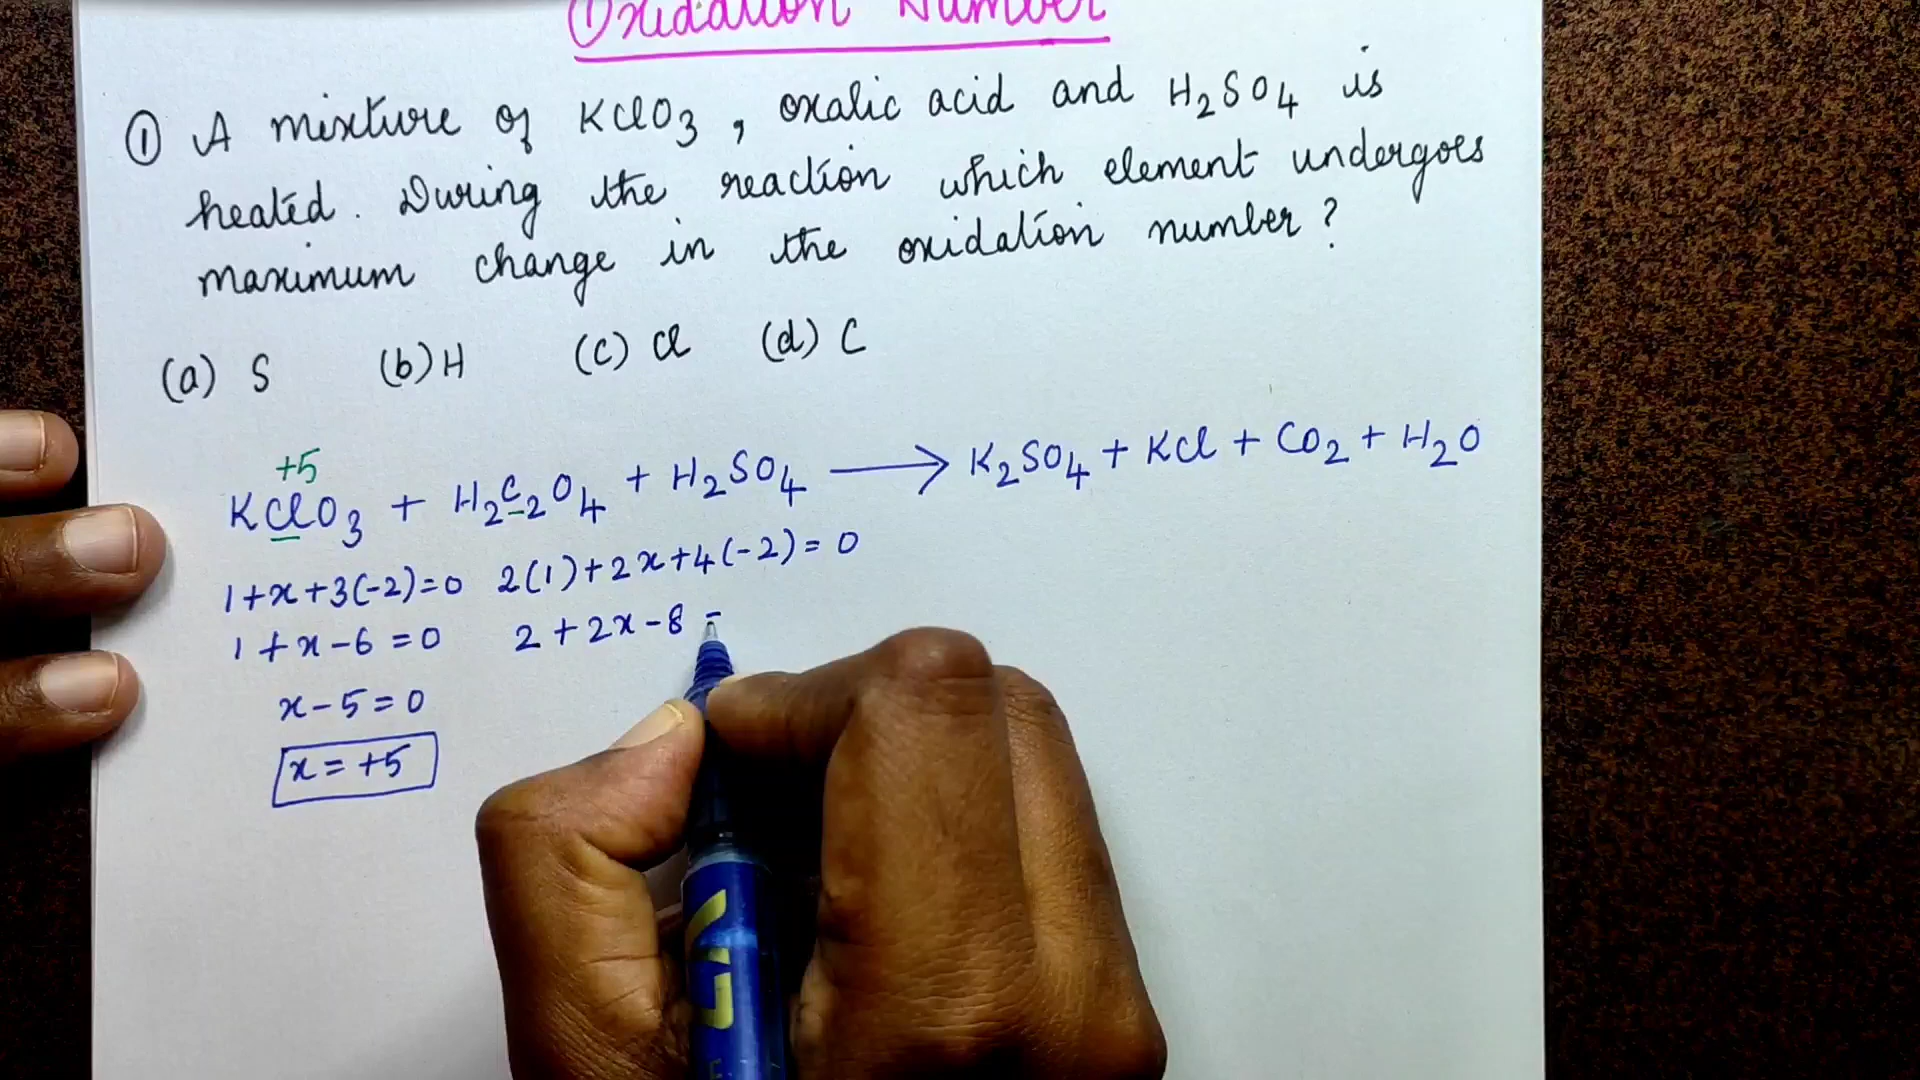 Oxidation Number
① A mixture of KClO3, oxalic acid and H2SO4 is
heated. During the reaction which element undergoes
maximum change in the oxidation number?
(a) S (b) H (c) Cl (d) C
+5
KClO3 + H2C2O4 + H2SO4 ⟶ K2SO4 + KCl + CO2 + H2O
1+x+3(-2)=0 2(1)+2x+4(-2)=0
1+x-6=0 2+2x-8 -
x-5=0
x=+5